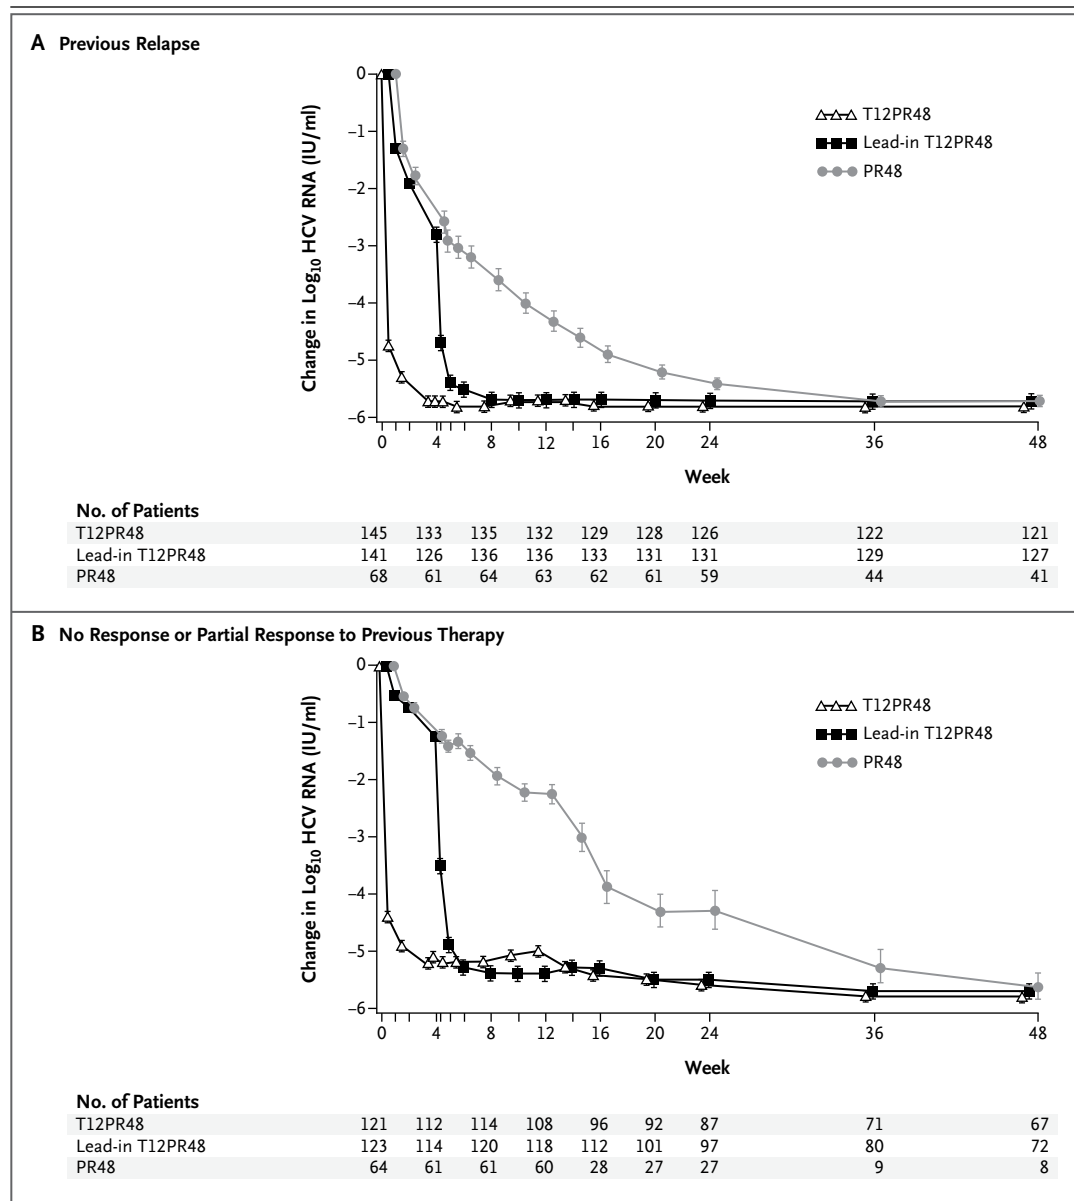 A Previous Relapse
Change in Log10 HCV RNA (IU/ml)
0
–1
–2
–3
–4
–5
–6
T12PR48
Lead-in T12PR48
PR48
0 4 8 12 16 20 24 36 48
Week
No. of Patients
T12PR48 145 133 135 132 129 128 126 122 121
Lead-in T12PR48 141 126 136 136 133 131 131 129 127
PR48 68 61 64 63 62 61 59 44 41
B No Response or Partial Response to Previous Therapy
Change in Log10 HCV RNA (IU/ml)
0
–1
–2
–3
–4
–5
–6
T12PR48
Lead-in T12PR48
PR48
0 4 8 12 16 20 24 36 48
Week
No. of Patients
T12PR48 121 112 114 108 96 92 87 71 67
Lead-in T12PR48 123 114 120 118 112 101 97 80 72
PR48 64 61 61 60 28 27 27 9 8